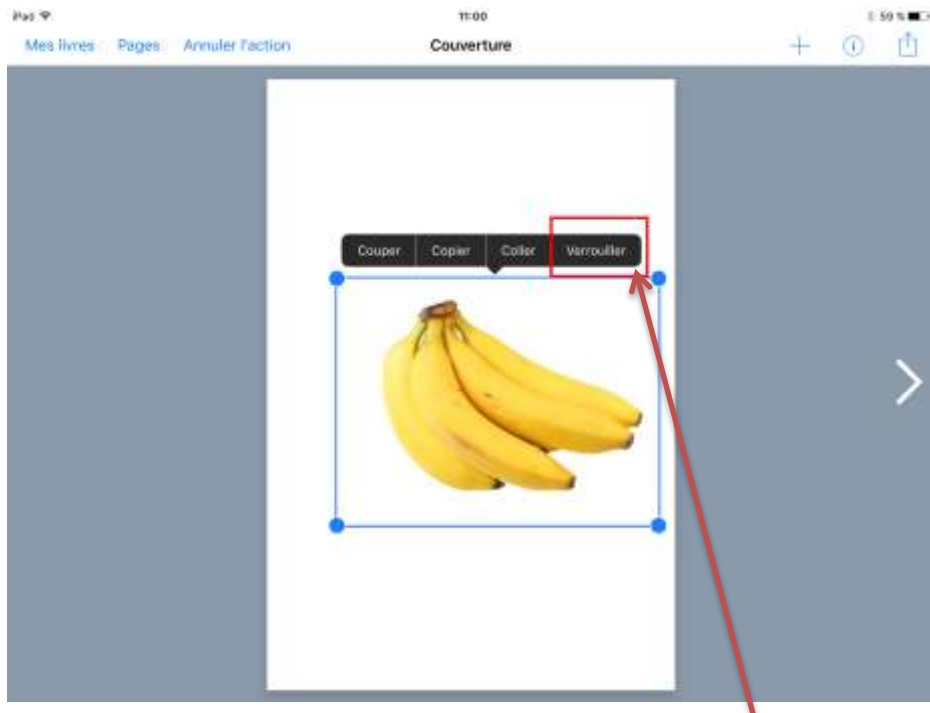 iPad 11:00 59 %
Mes livres Pages Annuler l'action Couverture
Couper Copier Coller Verrouiller